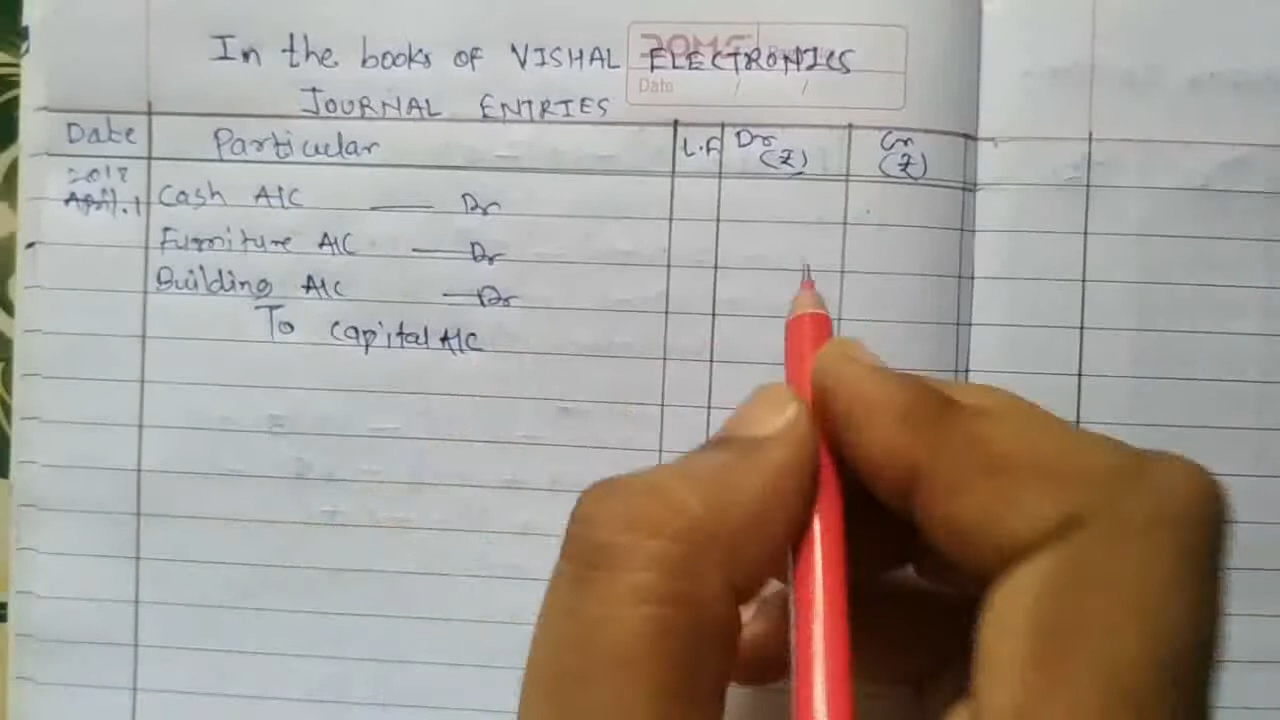 In the books of VISHAL ELECTRONICS
JOURNAL ENTRIES
Date / /
Date Particular L.F Dr (₹) Cr (₹)
April.1 Cash A/C — Dr
Furniture A/C — Dr
Building A/C — Dr
To Capital A/C